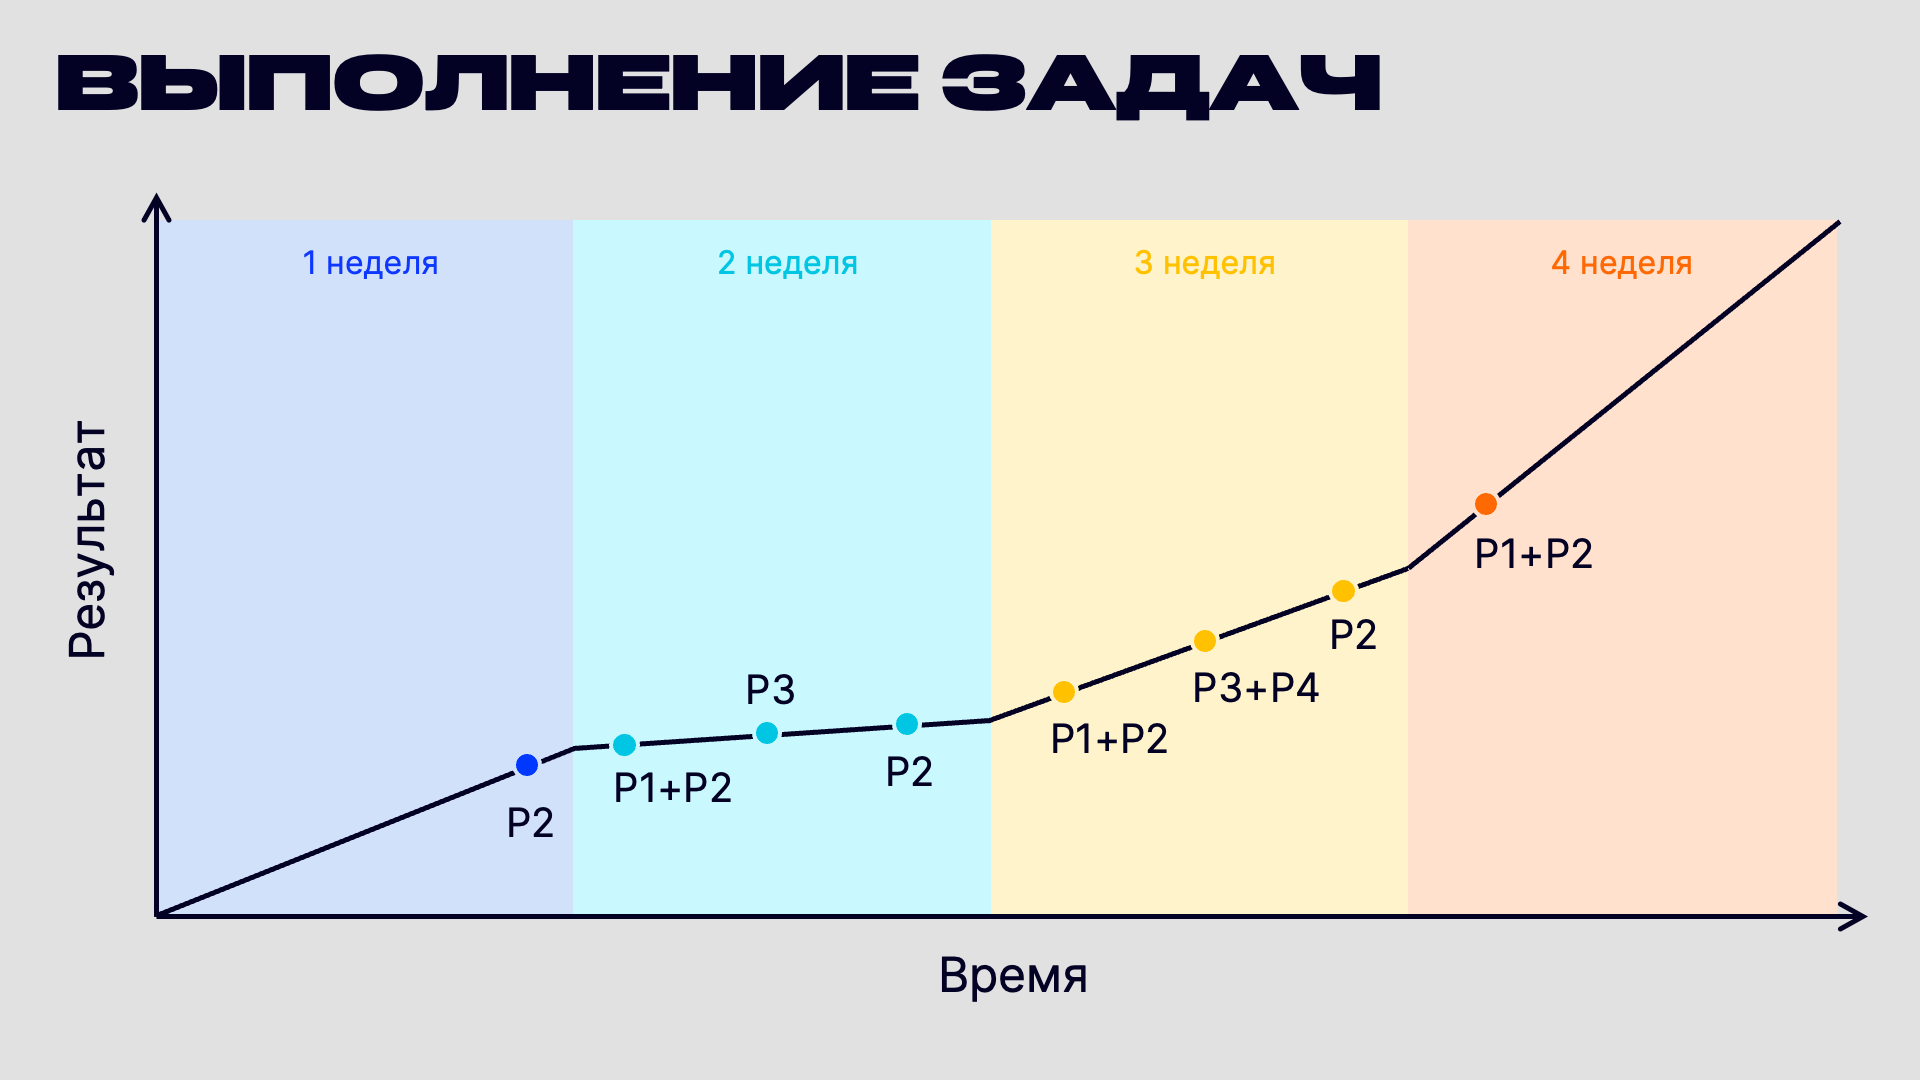 ВЫПОЛНЕНИЕ ЗАДАЧ
1 неделя
2 неделя
3 неделя
4 неделя
Результат
P2
P1+P2
P3
P2
P1+P2
P3+P4
P2
P1+P2
Время